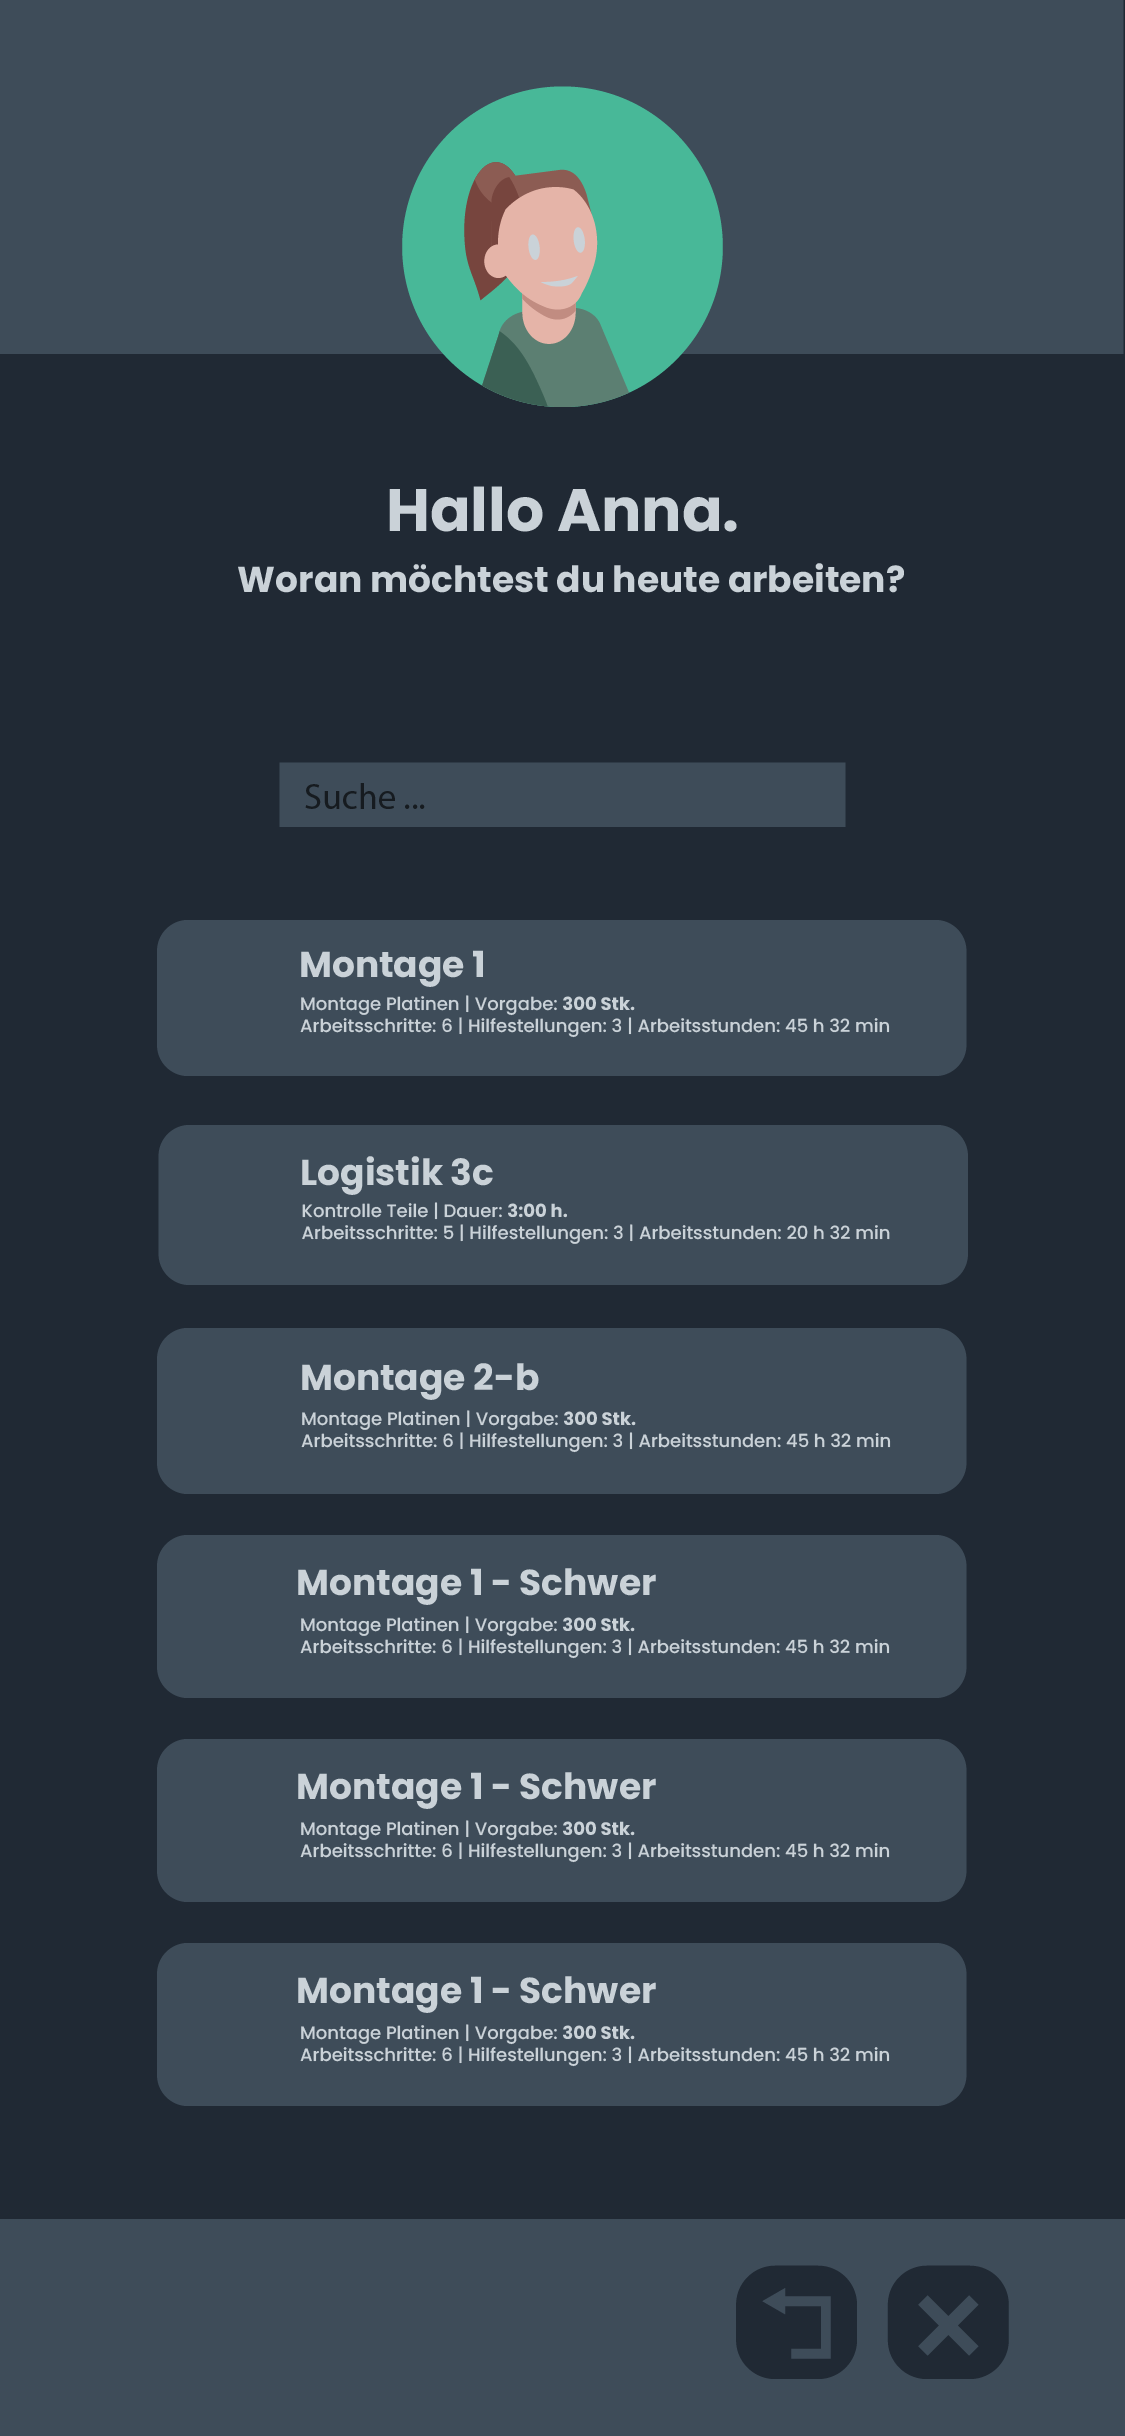 Hallo Anna.
Woran möchtest du heute arbeiten?
Suche ...
Montage 1
Montage Platinen | Vorgabe: 300 Stk.
Arbeitsschritte: 6 | Hilfestellungen: 3 | Arbeitsstunden: 45 h 32 min
Logistik 3c
Kontrolle Teile | Dauer: 3:00 h.
Arbeitsschritte: 5 | Hilfestellungen: 3 | Arbeitsstunden: 20 h 32 min
Montage 2-b
Montage Platinen | Vorgabe: 300 Stk.
Arbeitsschritte: 6 | Hilfestellungen: 3 | Arbeitsstunden: 45 h 32 min
Montage 1 - Schwer
Montage Platinen | Vorgabe: 300 Stk.
Arbeitsschritte: 6 | Hilfestellungen: 3 | Arbeitsstunden: 45 h 32 min
Montage 1 - Schwer
Montage Platinen | Vorgabe: 300 Stk.
Arbeitsschritte: 6 | Hilfestellungen: 3 | Arbeitsstunden: 45 h 32 min
Montage 1 - Schwer
Montage Platinen | Vorgabe: 300 Stk.
Arbeitsschritte: 6 | Hilfestellungen: 3 | Arbeitsstunden: 45 h 32 min